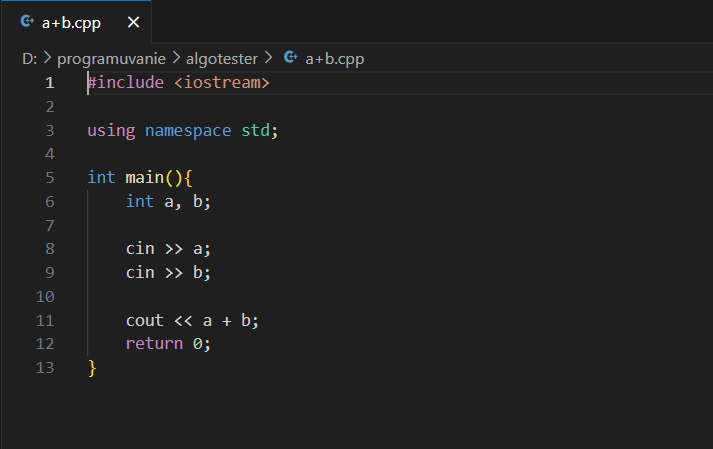 a+b.cpp
D: > programuvanie > algotester > a+b.cpp
1 #include <iostream>
2
3 using namespace std;
4
5 int main(){
6     int a, b;
7
8     cin >> a;
9     cin >> b;
10
11     cout << a + b;
12     return 0;
13 }